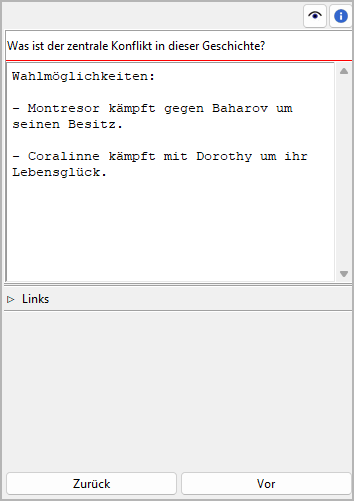 Was ist der zentrale Konflikt in dieser Geschichte?
Wahlmöglichkeiten:
- Montresor kämpft gegen Baharov um
seinen Besitz.
- Coralinne kämpft mit Dorothy um ihr
Lebensglück.
Links
Zurück
Vor